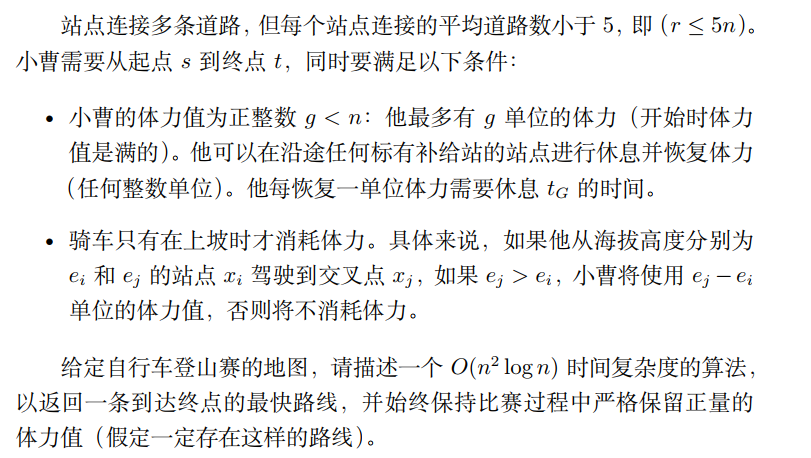 站点连接多条道路，但每个站点连接的平均道路数小于 5，即 (r ≤ 5n)。
小曹需要从起点 s 到终点 t，同时要满足以下条件：
• 小曹的体力值为正整数 g < n：他最多有 g 单位的体力（开始时体力
值是满的）。他可以在沿途任何标有补给站的站点进行休息并恢复体力
（任何整数单位）。他每恢复一单位体力需要休息 t_G 的时间。
• 骑车只有在上坡时才消耗体力。具体来说，如果他从海拔高度分别为
e_i 和 e_j 的站点 x_i 驾驶到交叉点 x_j，如果 e_j > e_i，小曹将使用 e_j − e_i
单位的体力值，否则将不消耗体力。
给定自行车登山赛的地图，请描述一个 O(n² log n) 时间复杂度的算法，
以返回一条到达终点的最快路线，并始终保持比赛过程中严格保留正量的
体力值（假定一定存在这样的路线）。